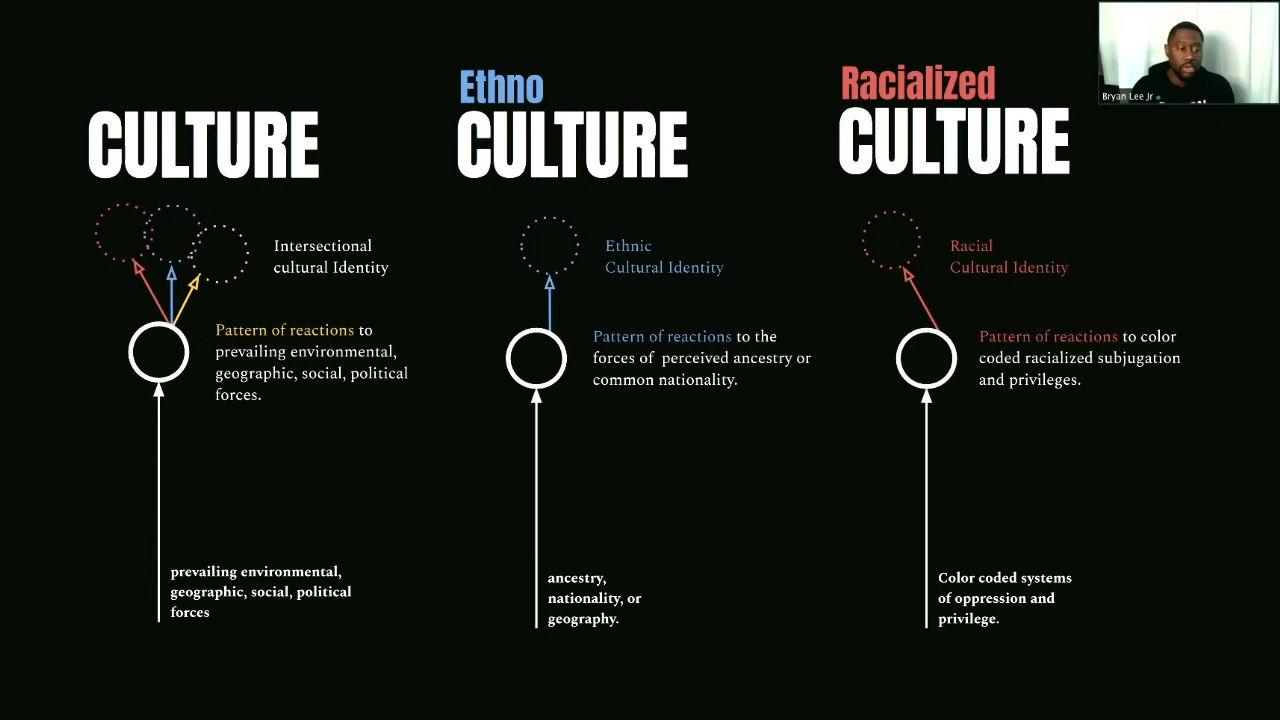 CULTURE
Intersectional
cultural Identity
Pattern of reactions to
prevailing environmental,
geographic, social, political
forces.
prevailing environmental,
geographic, social, political
forces
Ethno
CULTURE
Ethnic
Cultural Identity
Pattern of reactions to the
forces of perceived ancestry or
common nationality.
ancestry,
nationality, or
geography.
Racialized
CULTURE
Racial
Cultural Identity
Pattern of reactions to color
coded racialized subjugation
and privileges.
Color coded systems
of oppression and
privilege.
Bryan Lee Jr